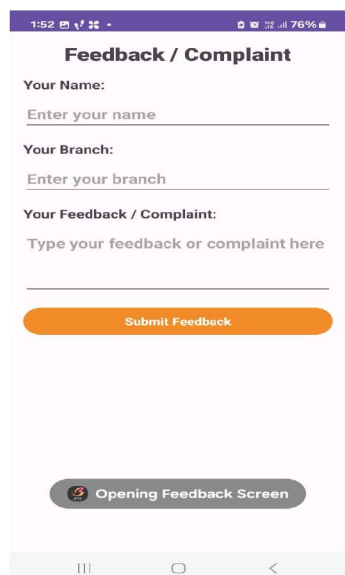 1:52
76%
Feedback / Complaint
Your Name:
Enter your name
Your Branch:
Enter your branch
Your Feedback / Complaint:
Type your feedback or complaint here
Submit Feedback
Opening Feedback Screen